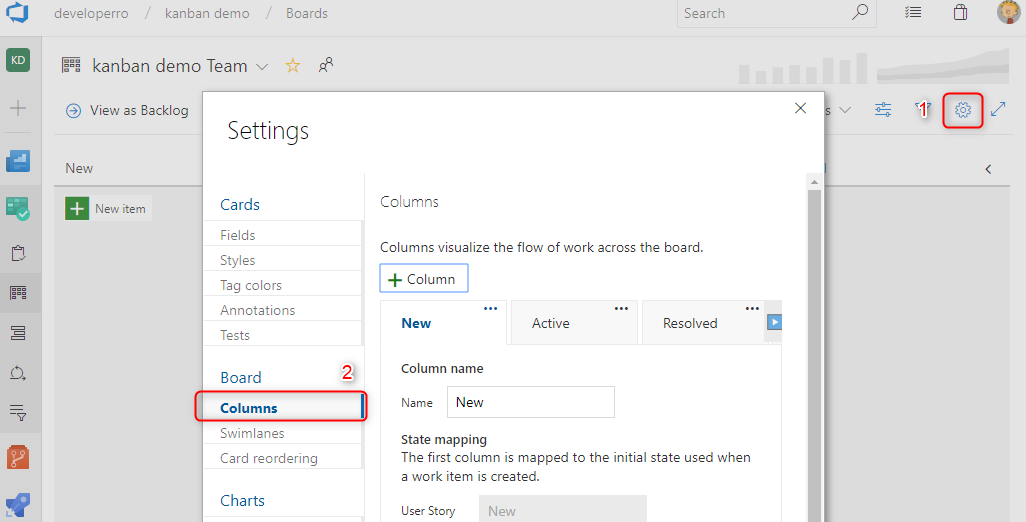 developerro / kanban demo / Boards
Search
KD
kanban demo Team
View as Backlog
s
1
New
New item
Settings
Cards
Fields
Styles
Tag colors
Annotations
Tests
Board
2
Columns
Swimlanes
Card reordering
Charts
Columns
Columns visualize the flow of work across the board.
Column
New
Active
Resolved
Column name
Name New
State mapping
The first column is mapped to the initial state used when
a work item is created.
User Story New